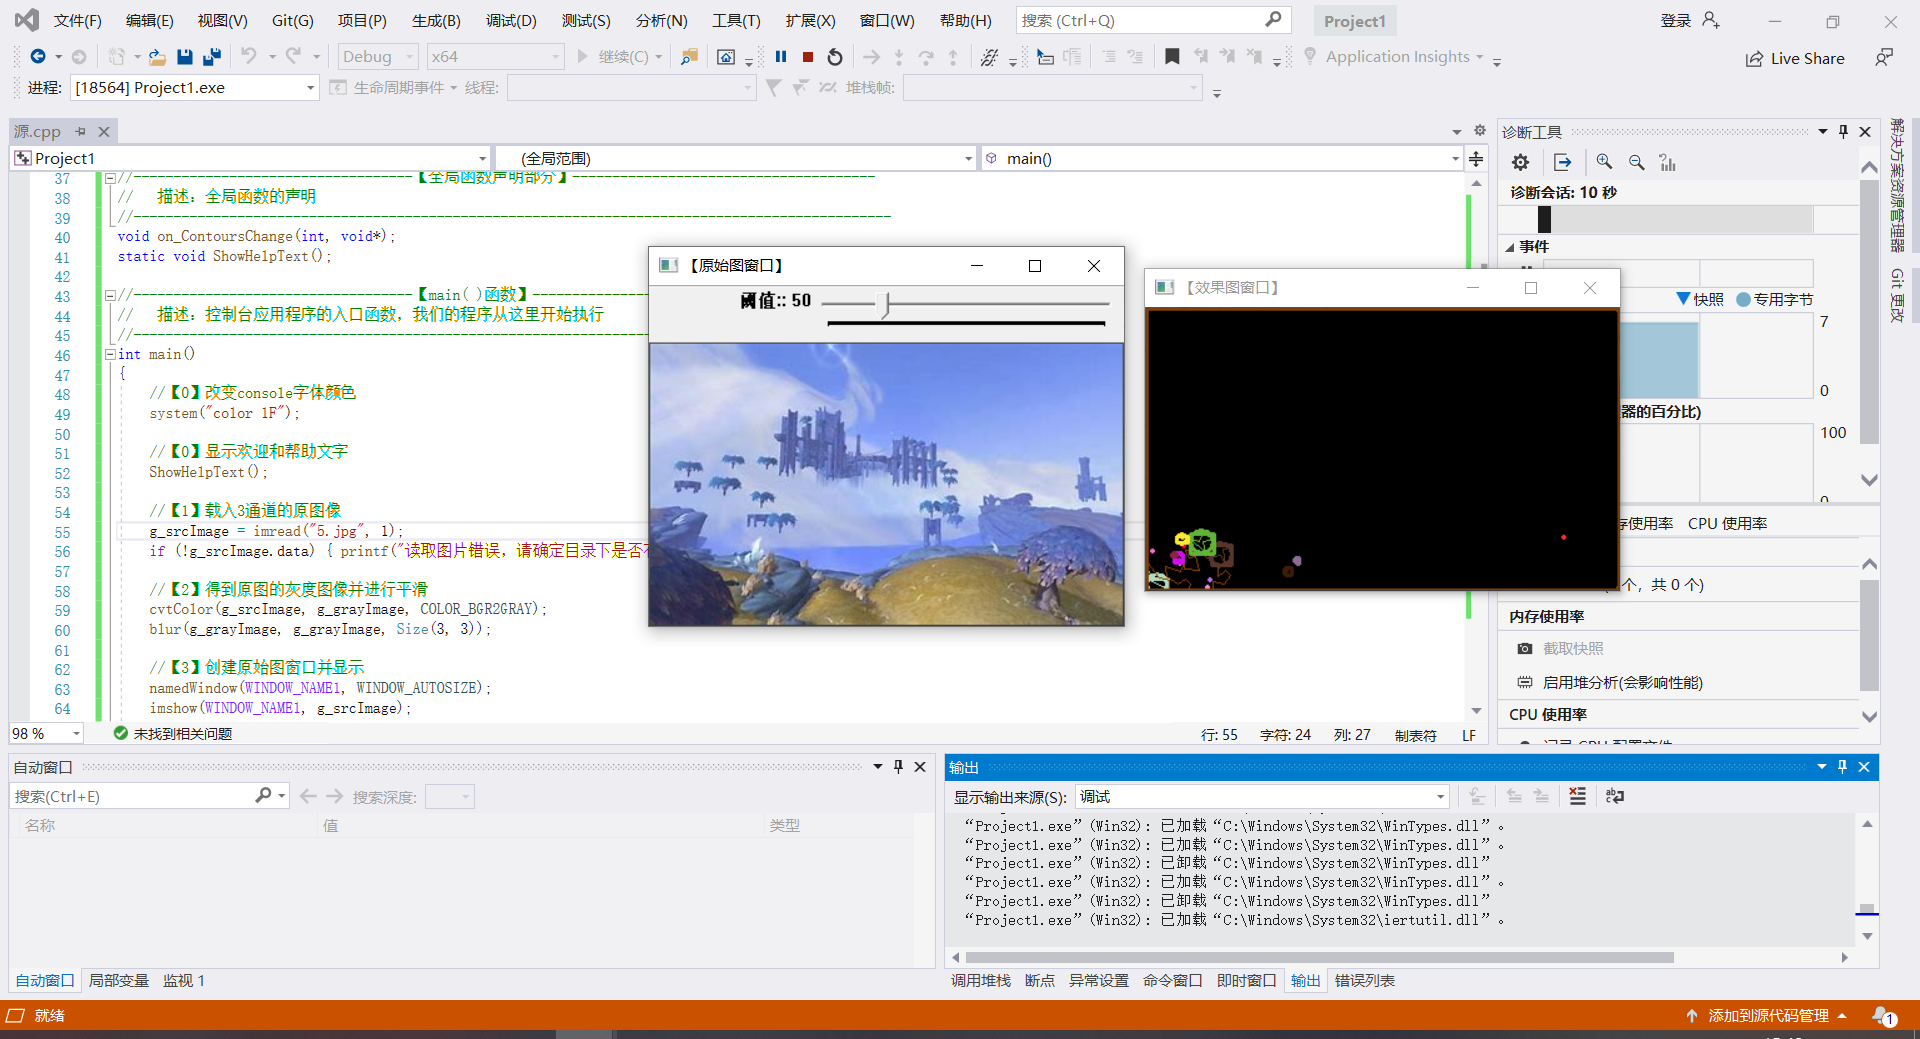 文件(F) 编辑(E) 视图(V) Git(G) 项目(P) 生成(B) 调试(D) 测试(S) 分析(N) 工具(T) 扩展(X) 窗口(W) 帮助(H) 搜索 (Ctrl+Q) Project1 登录
Debug x64 继续(C) Application Insights Live Share
进程: [18564] Project1.exe 生命周期事件 线程: 堆栈帧:
源.cpp
Project1 (全局范围) main()
37 //-----------------------------------【全局函数声明部分】--------------------------------------
38 // 描述：全局函数的声明
39 //-----------------------------------------------------------------------------------------------
40 void on_ContoursChange(int, void*);
41 static void ShowHelpText();
42
43 //-----------------------------------【main( )函数】---------------
44 // 描述：控制台应用程序的入口函数，我们的程序从这里开始执行
45 //-----------------------------------------------------------------
46 int main()
47 {
48 //【0】改变console字体颜色
49 system("color 1F");
50
51 //【0】显示欢迎和帮助文字
52 ShowHelpText();
53
54 //【1】载入3通道的原图像
55 g_srcImage = imread("5.jpg", 1);
56 if (!g_srcImage.data) { printf("读取图片错误，请确定目录下是否
57
58 //【2】得到原图的灰度图像并进行平滑
59 cvtColor(g_srcImage, g_grayImage, COLOR_BGR2GRAY);
60 blur(g_grayImage, g_grayImage, Size(3, 3));
61
62 //【3】创建原始图窗口并显示
63 namedWindow(WINDOW_NAME1, WINDOW_AUTOSIZE);
64 imshow(WINDOW_NAME1, g_srcImage);
98 % 未找到相关问题 行: 55 字符: 24 列: 27 制表符 LF
【原始图窗口】
阈值:: 50
【效果图窗口】
诊断工具
诊断会话: 10 秒
事件
快照 专用字节
7
0
器的百分比)
100
0
存使用率 CPU 使用率
个，共 0 个)
内存使用率
截取快照
启用堆分析(会影响性能)
CPU 使用率
记录 CPU 配置文件
解决方案资源管理器
Git 更改
自动窗口
搜索(Ctrl+E) 搜索深度:
名称 值 类型
自动窗口 局部变量 监视 1
输出
显示输出来源(S): 调试
“Project1.exe” (Win32): 已加载 “C:\Windows\System32\WinTypes.dll”。
“Project1.exe” (Win32): 已加载 “C:\Windows\System32\WinTypes.dll”。
“Project1.exe” (Win32): 已卸载 “C:\Windows\System32\WinTypes.dll”
“Project1.exe” (Win32): 已加载 “C:\Windows\System32\WinTypes.dll”。
“Project1.exe” (Win32): 已卸载 “C:\Windows\System32\WinTypes.dll”
“Project1.exe” (Win32): 已加载 “C:\Windows\System32\iertutil.dll”。
调用堆栈 断点 异常设置 命令窗口 即时窗口 输出 错误列表
就绪 添加到源代码管理 1